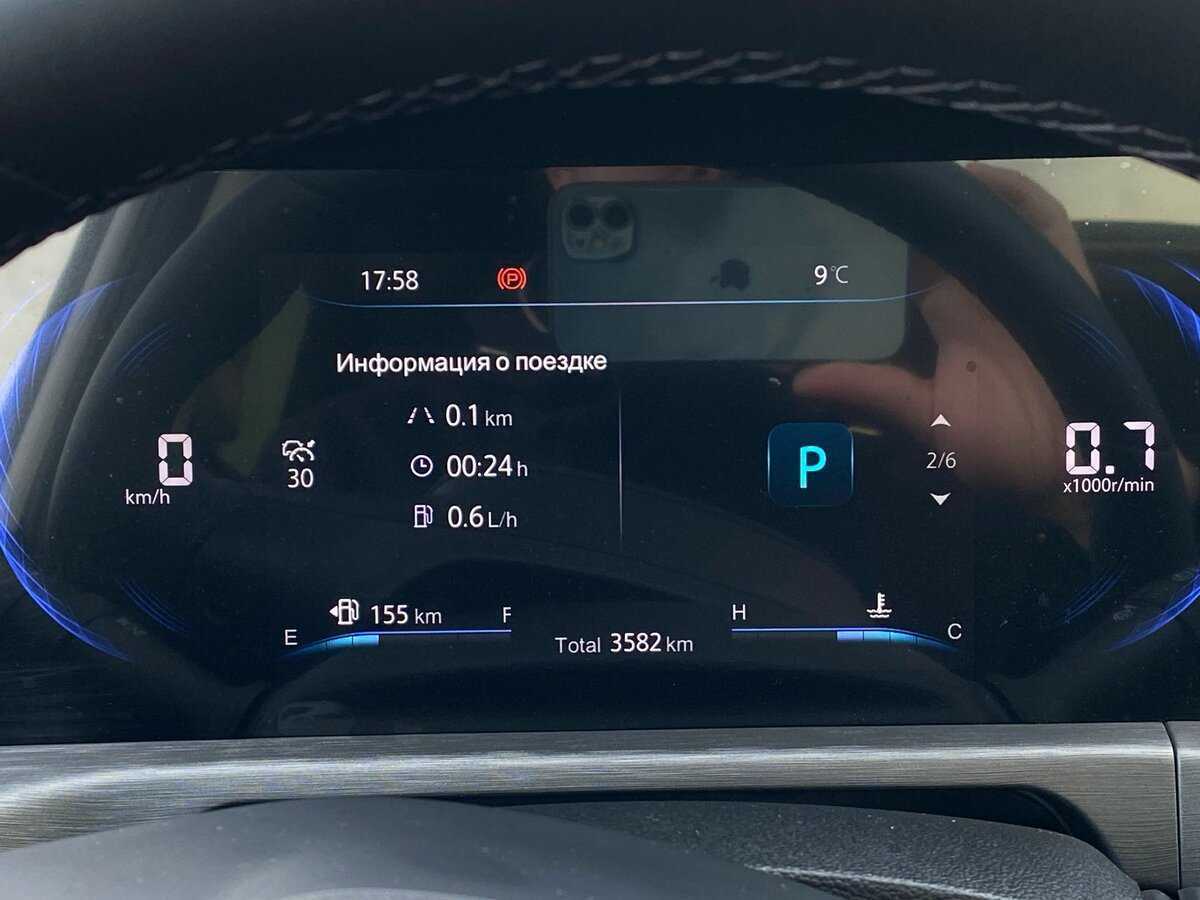 17:58 P 9°C
Информация о поездке
0.1 km
00:24 h
0.6 L/h
0
km/h
30
P
2/6
0.7
x1000r/min
E 155 km F
Total 3582 km
H C